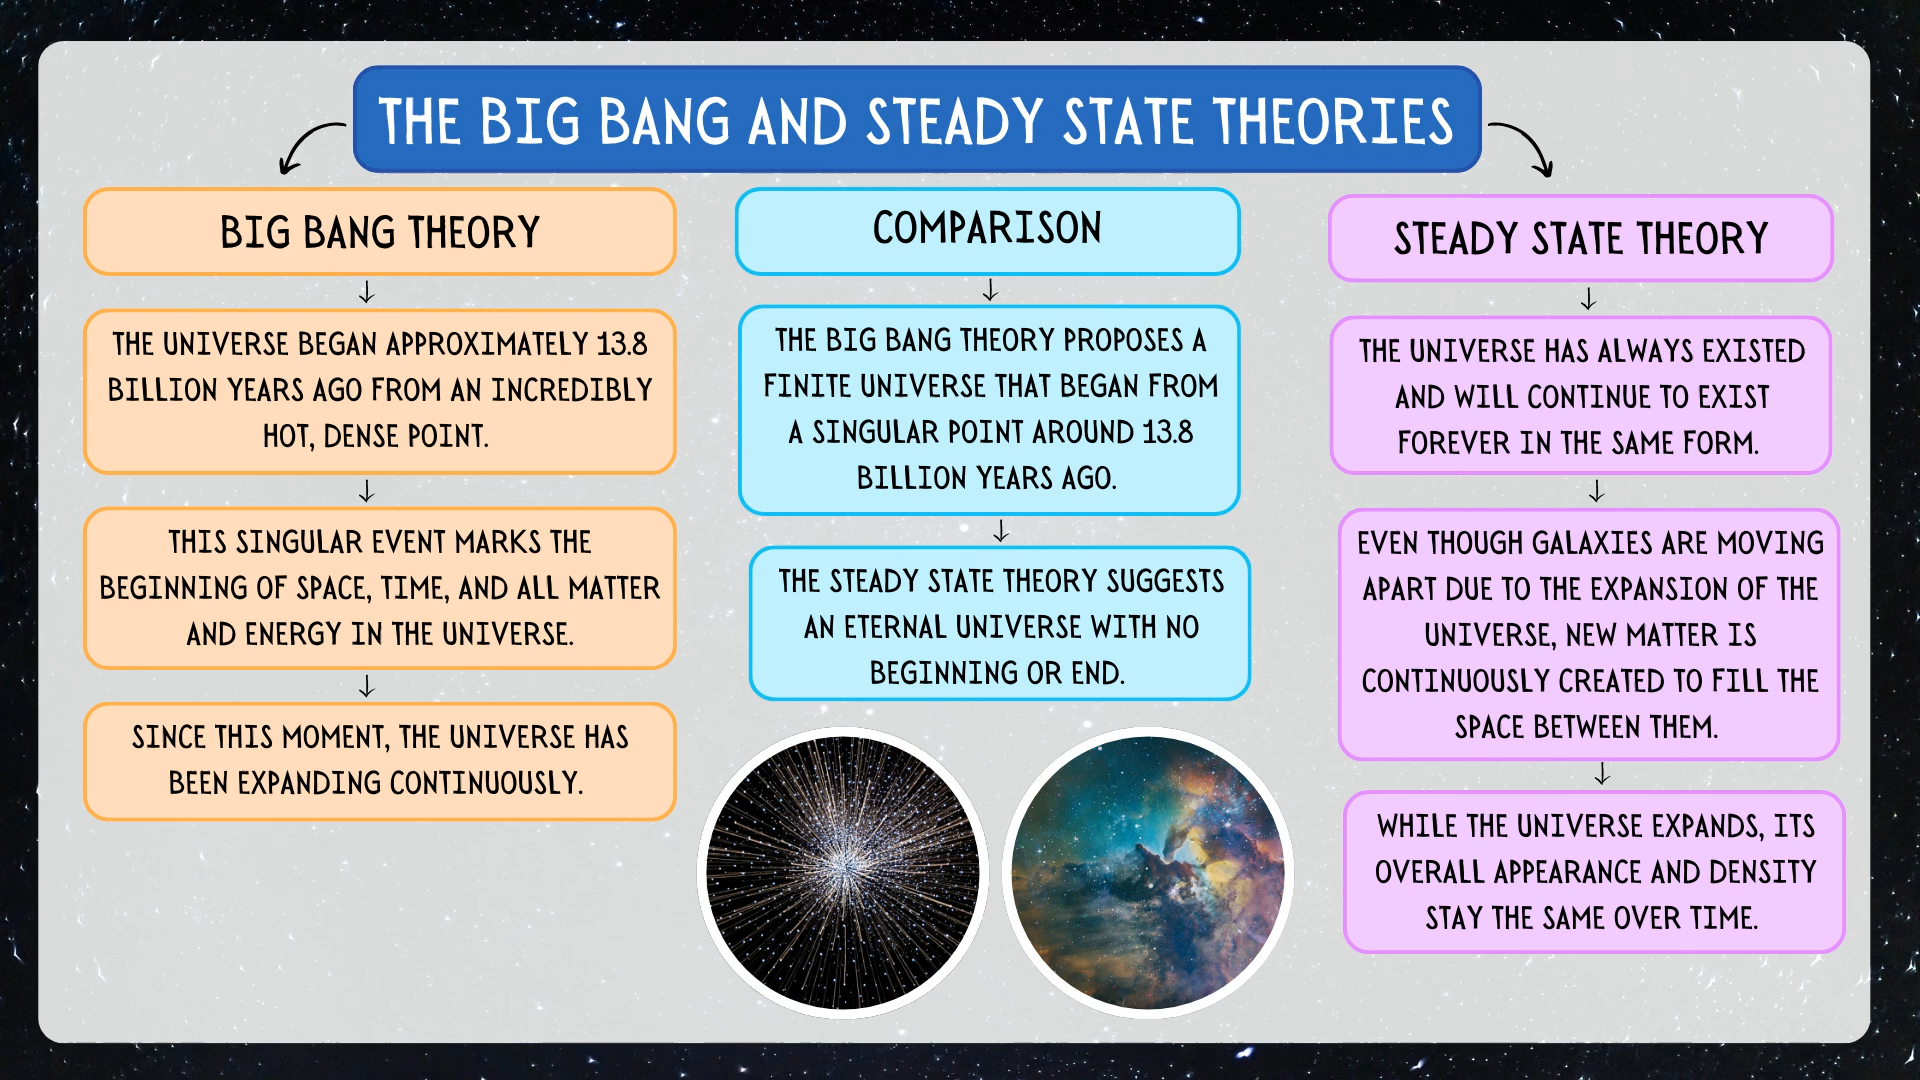 THE BIG BANG AND STEADY STATE THEORIES
BIG BANG THEORY
THE UNIVERSE BEGAN APPROXIMATELY 13.8
BILLION YEARS AGO FROM AN INCREDIBLY
HOT, DENSE POINT.
THIS SINGULAR EVENT MARKS THE
BEGINNING OF SPACE, TIME, AND ALL MATTER
AND ENERGY IN THE UNIVERSE.
SINCE THIS MOMENT, THE UNIVERSE HAS
BEEN EXPANDING CONTINUOUSLY.
COMPARISON
THE BIG BANG THEORY PROPOSES A
FINITE UNIVERSE THAT BEGAN FROM
A SINGULAR POINT AROUND 13.8
BILLION YEARS AGO.
THE STEADY STATE THEORY SUGGESTS
AN ETERNAL UNIVERSE WITH NO
BEGINNING OR END.
STEADY STATE THEORY
THE UNIVERSE HAS ALWAYS EXISTED
AND WILL CONTINUE TO EXIST
FOREVER IN THE SAME FORM.
EVEN THOUGH GALAXIES ARE MOVING
APART DUE TO THE EXPANSION OF THE
UNIVERSE, NEW MATTER IS
CONTINUOUSLY CREATED TO FILL THE
SPACE BETWEEN THEM.
WHILE THE UNIVERSE EXPANDS, ITS
OVERALL APPEARANCE AND DENSITY
STAY THE SAME OVER TIME.